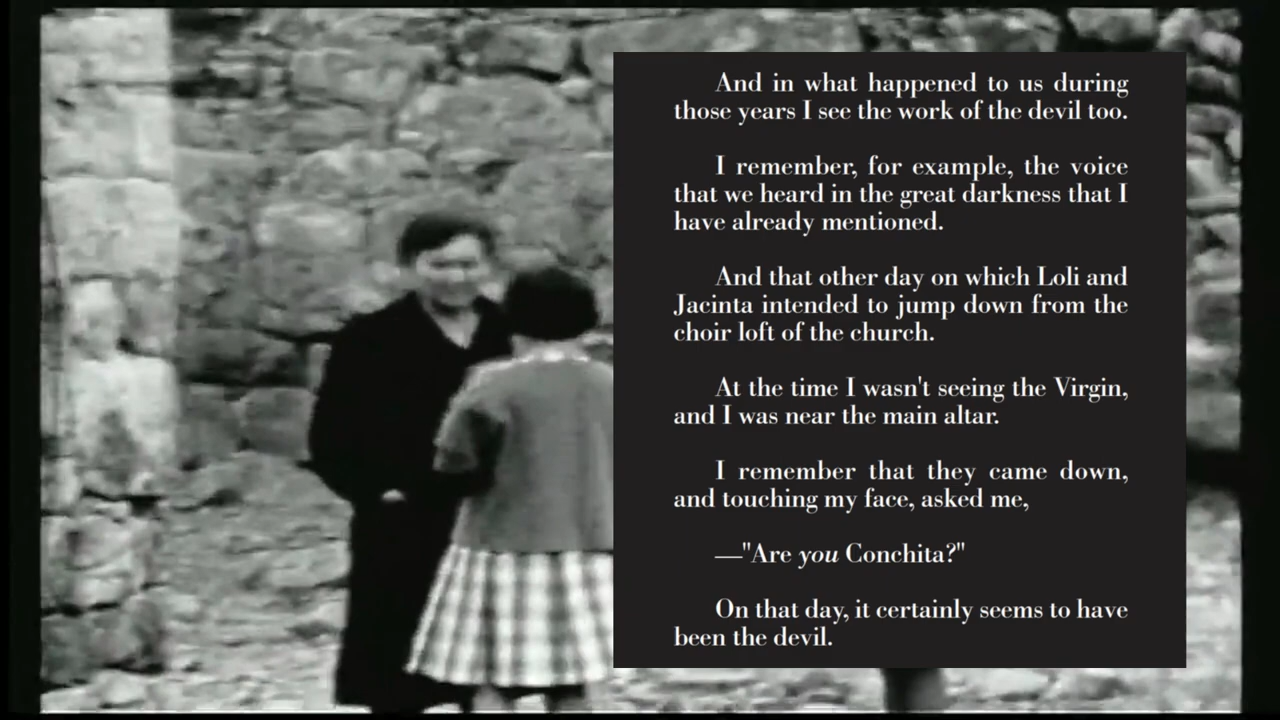 And in what happened to us during
those years I see the work of the devil too.
I remember, for example, the voice
that we heard in the great darkness that I
have already mentioned.
And that other day on which Loli and
Jacinta intended to jump down from the
choir loft of the church.
At the time I wasn't seeing the Virgin,
and I was near the main altar.
I remember that they came down,
and touching my face, asked me,
—"Are you Conchita?"
On that day, it certainly seems to have
been the devil.